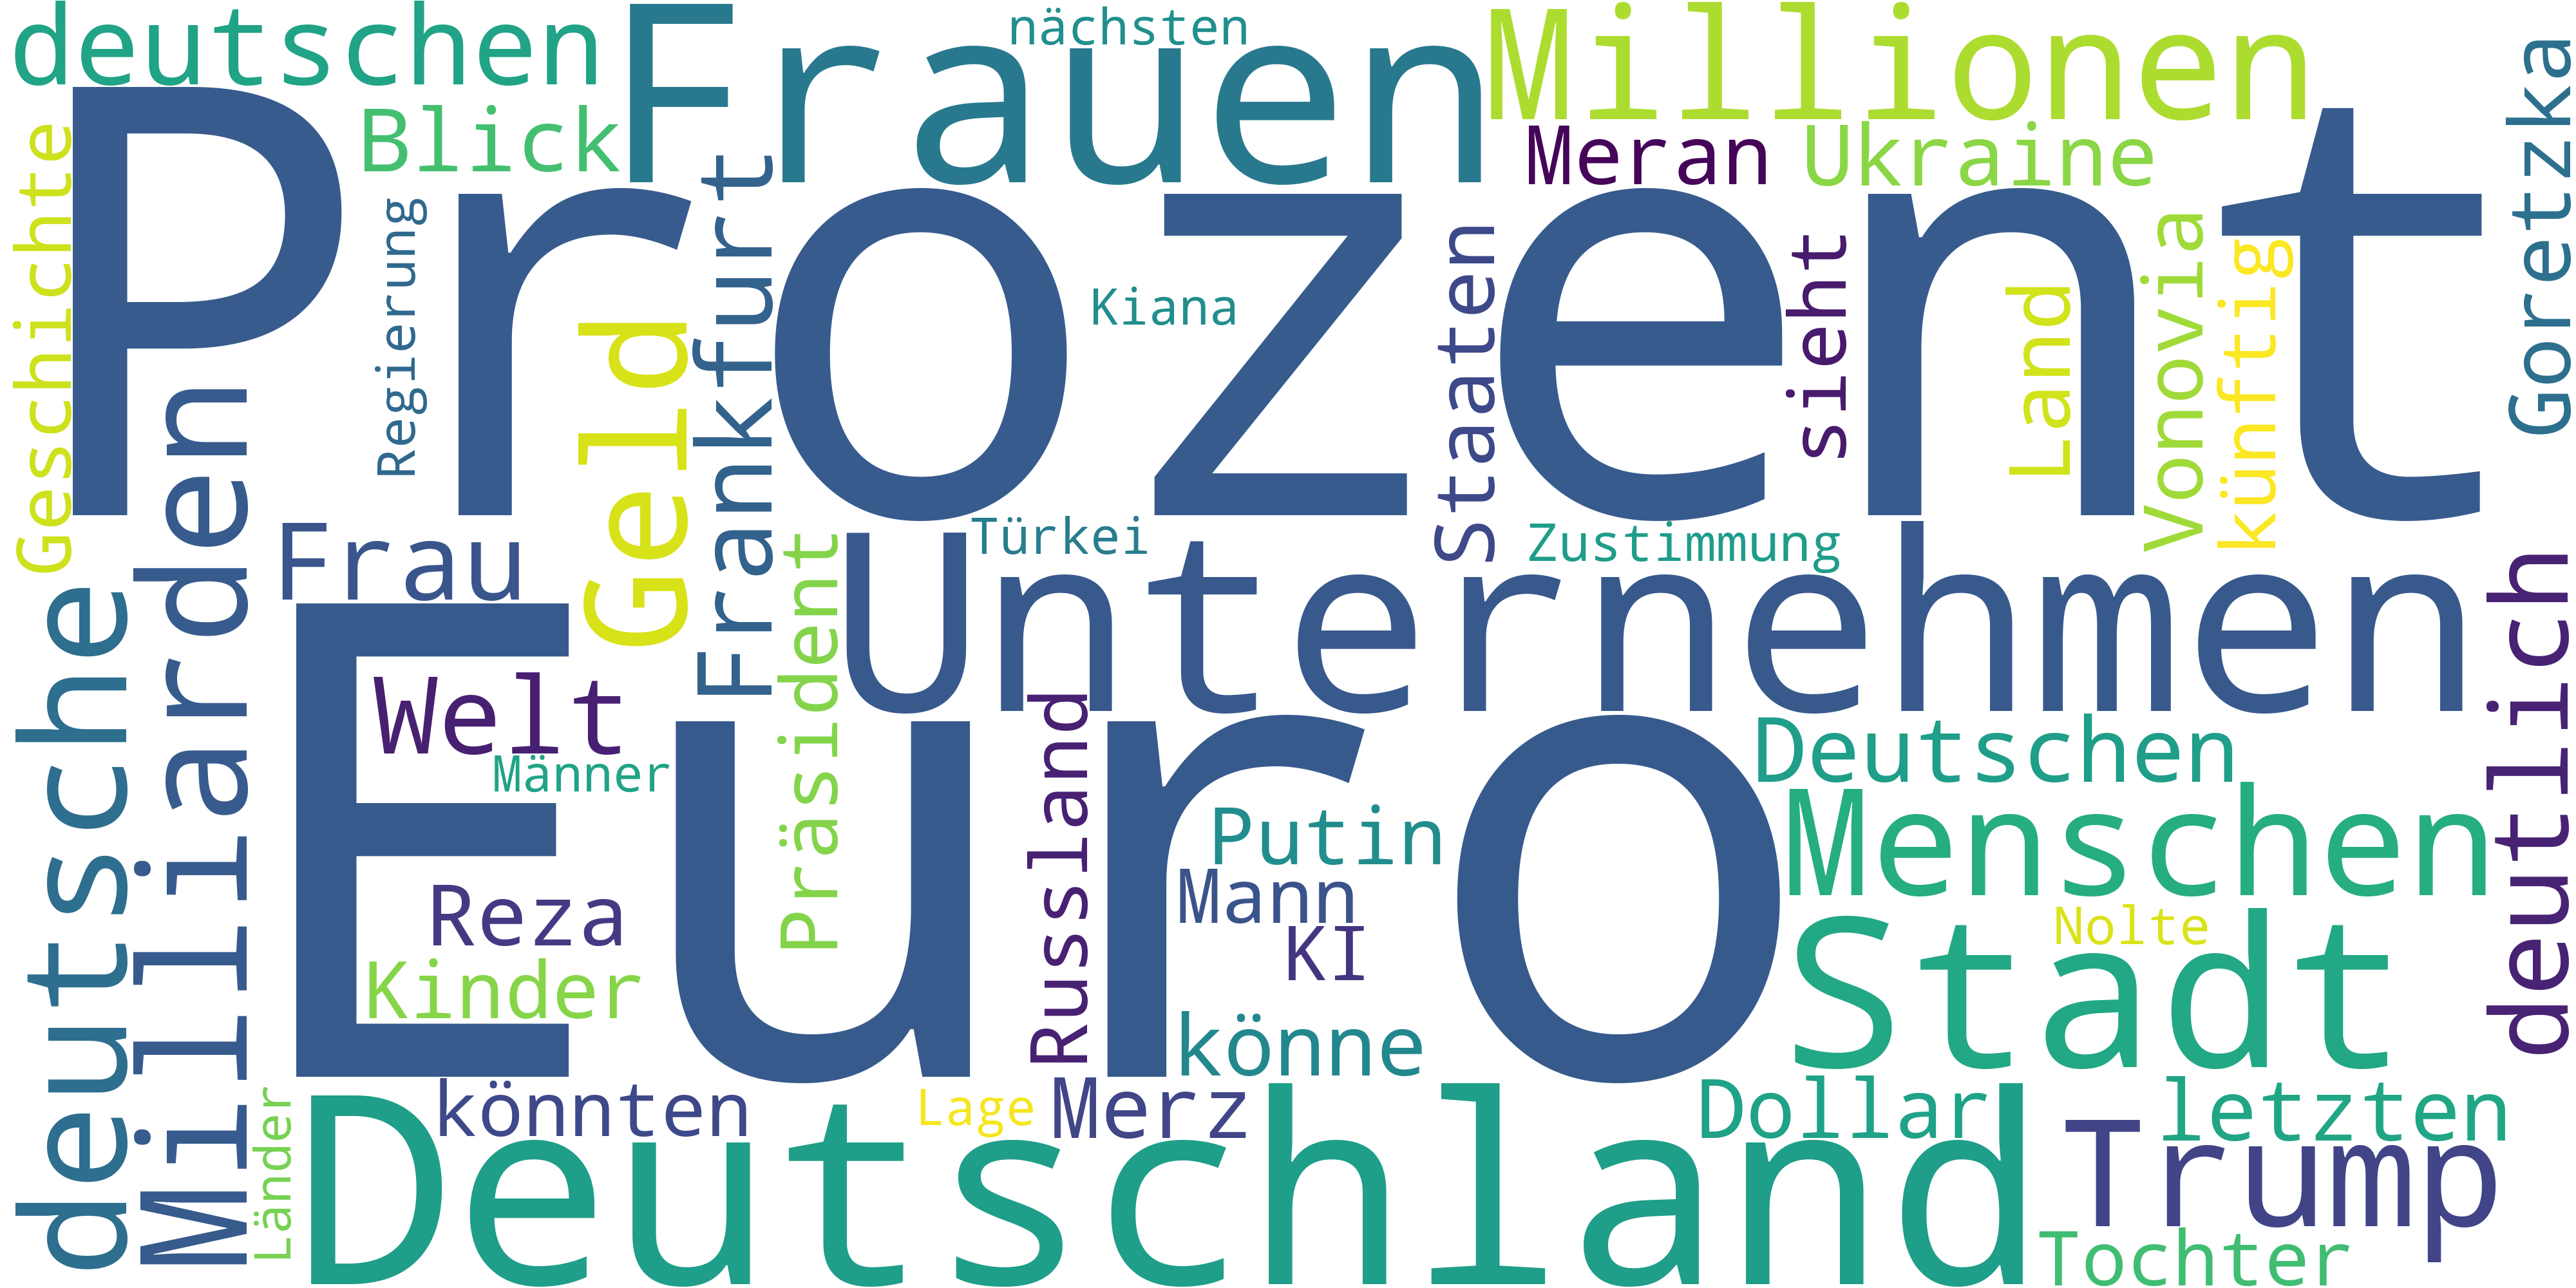 deutschen
Frauen
nächsten
Millionen
Blick
Meran
Ukraine
Goretzka
Geschichte
Prozent
Regierung
Geld
Frankfurt
Kiana
Staaten
sieht
Land
Vonovia
künftig
deutsche
Milliarden
Frau
Präsident
Türkei
Unternehmen
Zustimmung
deutlich
Euro
Welt
Männer
Russland
Deutschen
Putin
Menschen
Reza
Mann
KI
Kinder
Stadt
Nolte
könne
Länder
könnten
Lage
Merz
Dollar
letzten
Deutschland
Trump
Tochter